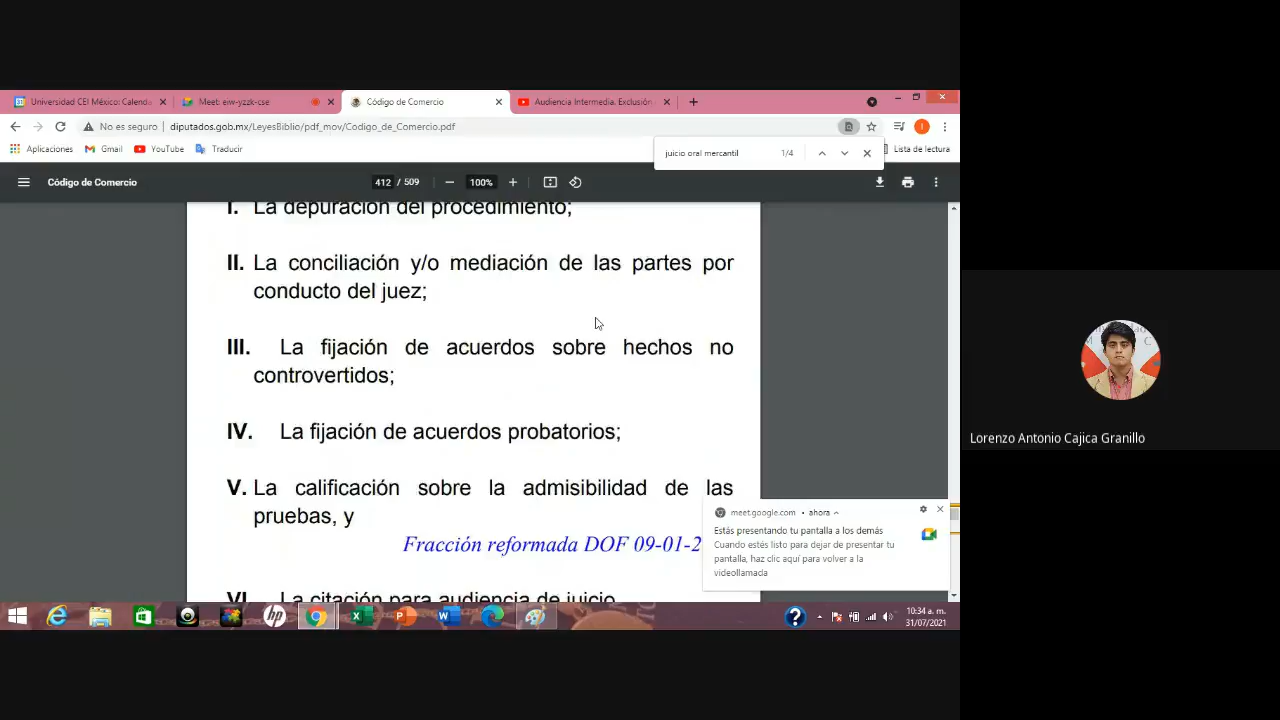 Universidad CEI México: Calenda
Meet: eiw-yzzk-cse
Código de Comercio
Audiencia Intermedia. Exclusión
No es seguro
diputados.gob.mx/LeyesBiblio/pdf_mov/Codigo_de_Comercio.pdf
Aplicaciones
Gmail
YouTube
Traducir
juicio oral mercantil
1/4
Lista de lectura
Código de Comercio
412 / 509
100%
I. La depuración del procedimiento;
II. La conciliación y/o mediación de las partes por
conducto del juez;
III. La fijación de acuerdos sobre hechos no
controvertidos;
IV. La fijación de acuerdos probatorios;
V. La calificación sobre la admisibilidad de las
pruebas, y
Fracción reformada DOF 09-01-2
VI. La citación para audiencia de juicio
meet.google.com • ahora
Estás presentando tu pantalla a los demás
Cuando estés listo para dejar de presentar tu
pantalla, haz clic aquí para volver a la
videollamada
10:34 a. m.
31/07/2021
Lorenzo Antonio Cajica Granillo